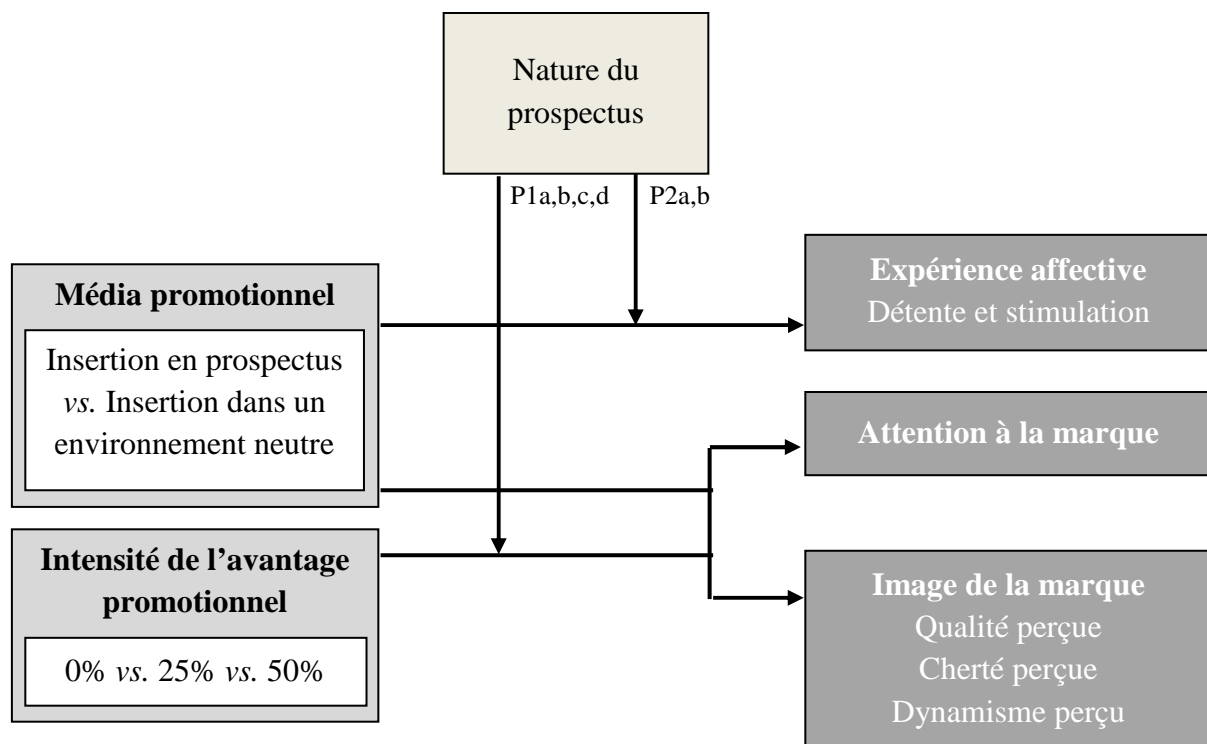 Nature du
prospectus
P1a,b,c,d
P2a,b
Média promotionnel
Insertion en prospectus
vs. Insertion dans un
environnement neutre
Intensité de l’avantage
promotionnel
0% vs. 25% vs. 50%
Expérience affective
Détente et stimulation
Attention à la marque
Image de la marque
Qualité perçue
Cherté perçue
Dynamisme perçu